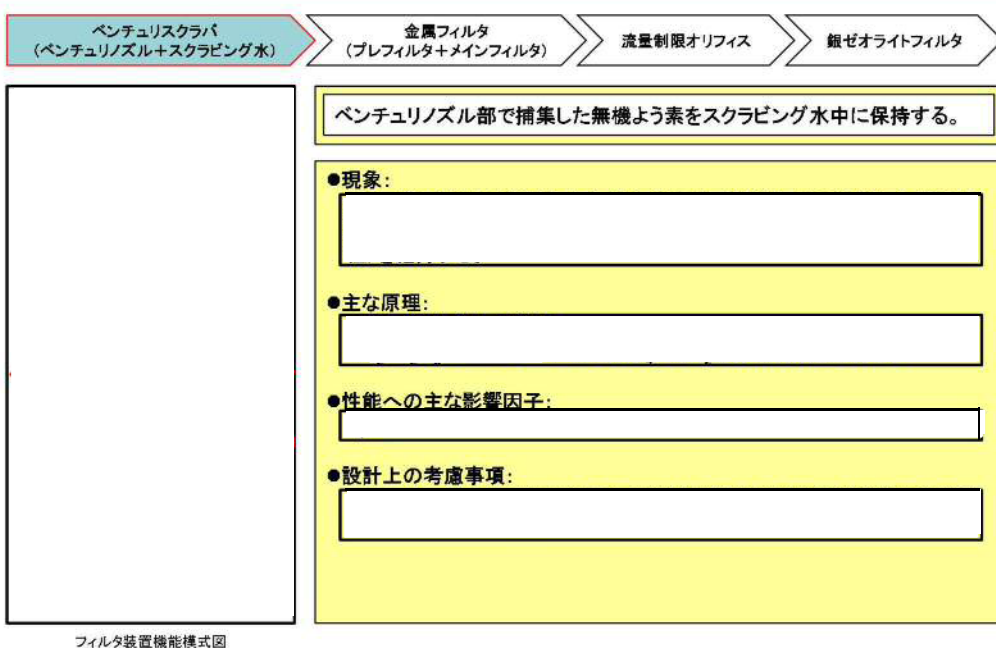 ベンチュリスクラバ
(ベンチュリノズル+スクラビング水)
金属フィルタ
(プレフィルタ+メインフィルタ)
流量制限オリフィス
銀ゼオライトフィルタ
ベンチュリノズル部で捕集した無機よう素をスクラビング水中に保持する。
●現象:
●主な原理:
●性能への主な影響因子:
●設計上の考慮事項:
フィルタ装置機能模式図